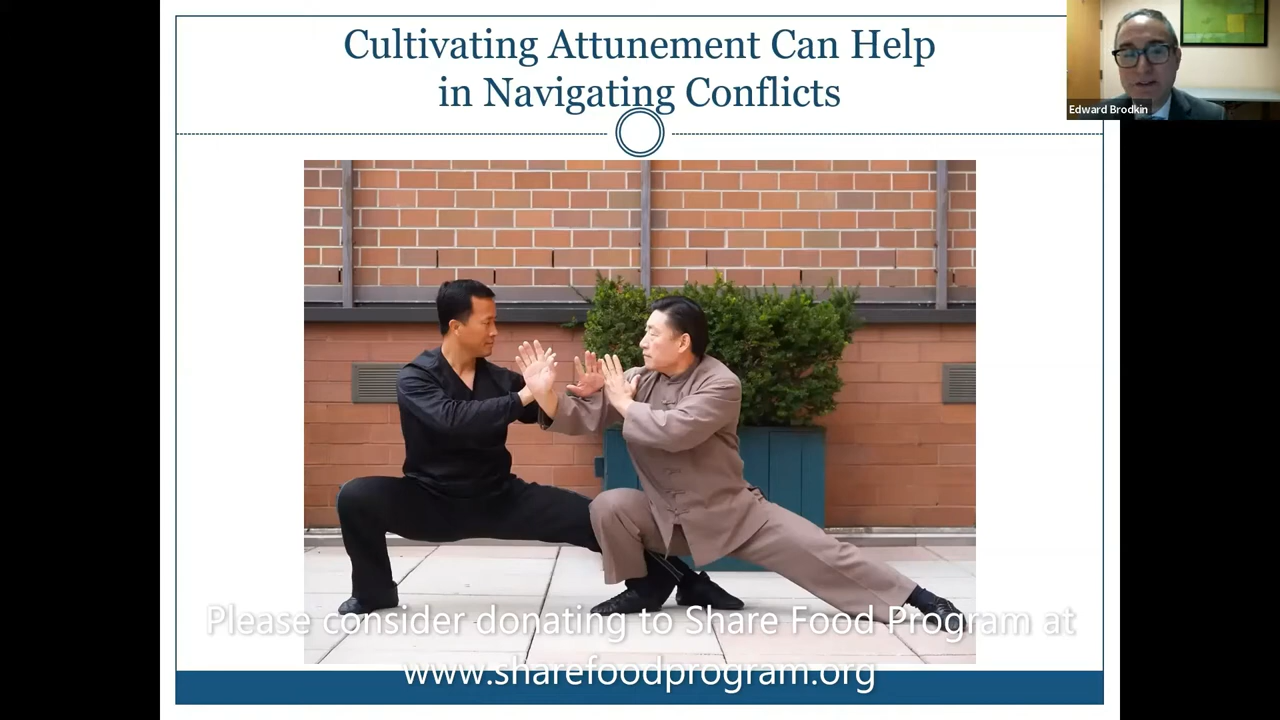 Cultivating Attunement Can Help
in Navigating Conflicts
Edward Brodkin
Please consider donating to Share Food Program at
www.sharefoodprogram.org